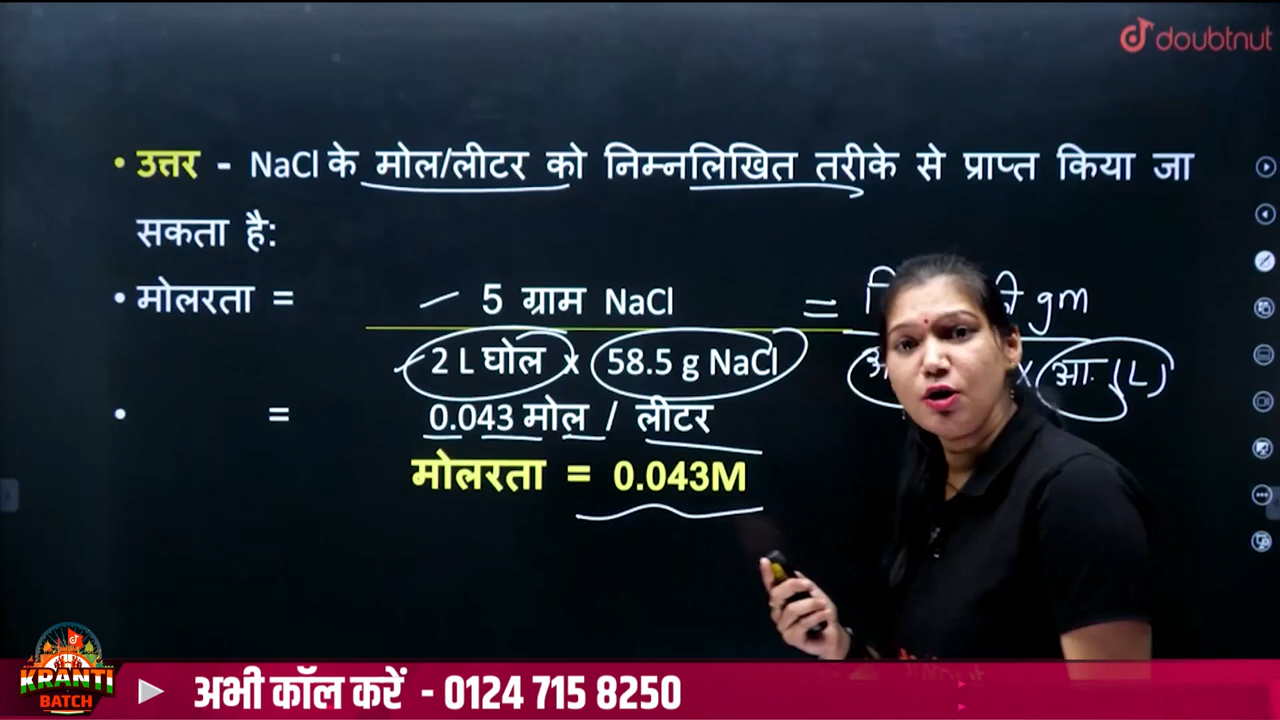 doubtnut
• उत्तर - NaCl के मोल/लीटर को निम्नलिखित तरीके से प्राप्त किया जा
सकता है:
• मोलरता = 5 ग्राम NaCl = gm
2 L घोल x 58.5 g NaCl x आ. (L)
• = 0.043 मोल / लीटर
मोलरता = 0.043M
KRANTI
BATCH
अभी कॉल करें - 0124 715 8250